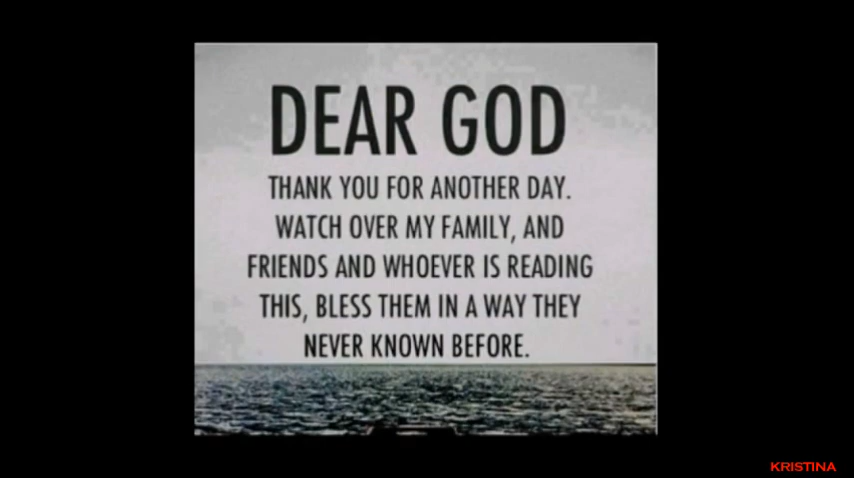 DEAR GOD
THANK YOU FOR ANOTHER DAY.
WATCH OVER MY FAMILY, AND
FRIENDS AND WHOEVER IS READING
THIS, BLESS THEM IN A WAY THEY
NEVER KNOWN BEFORE.
KRISTINA